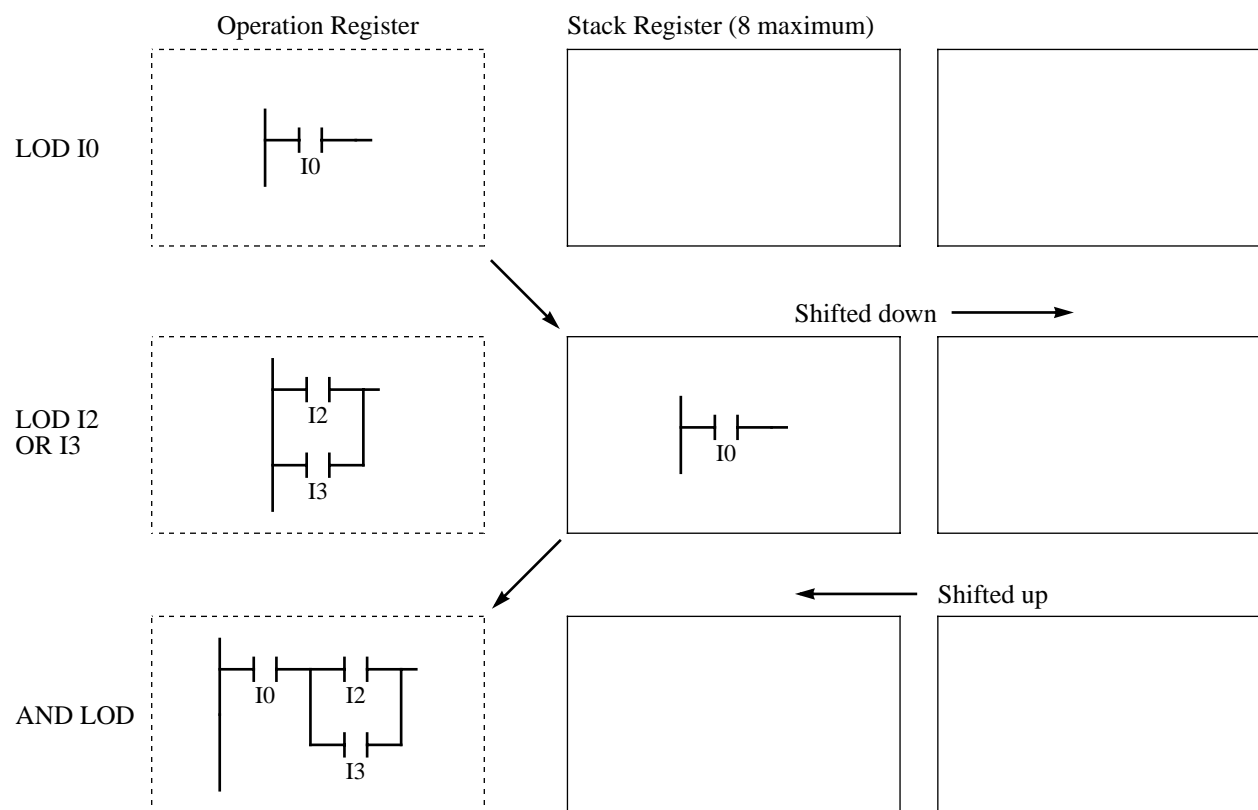 Operation Register
Stack Register (8 maximum)
LOD I0
I0
Shifted down
LOD I2
OR I3
I2
I3
I0
Shifted up
AND LOD
I0
I2
I3